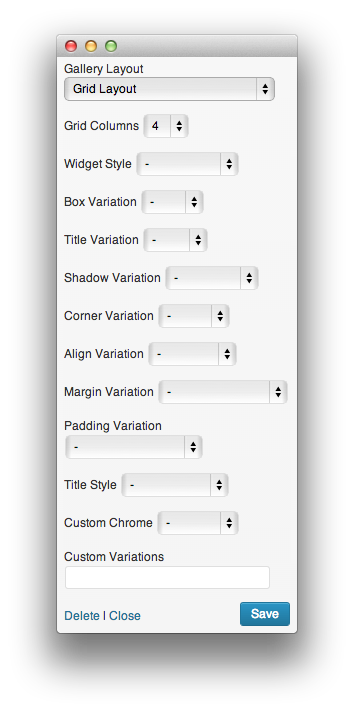 Gallery Layout
Grid Layout
Grid Columns 4
Widget Style -
Box Variation -
Title Variation -
Shadow Variation -
Corner Variation -
Align Variation -
Margin Variation -
Padding Variation
-
Title Style -
Custom Chrome -
Custom Variations
Delete | Close Save